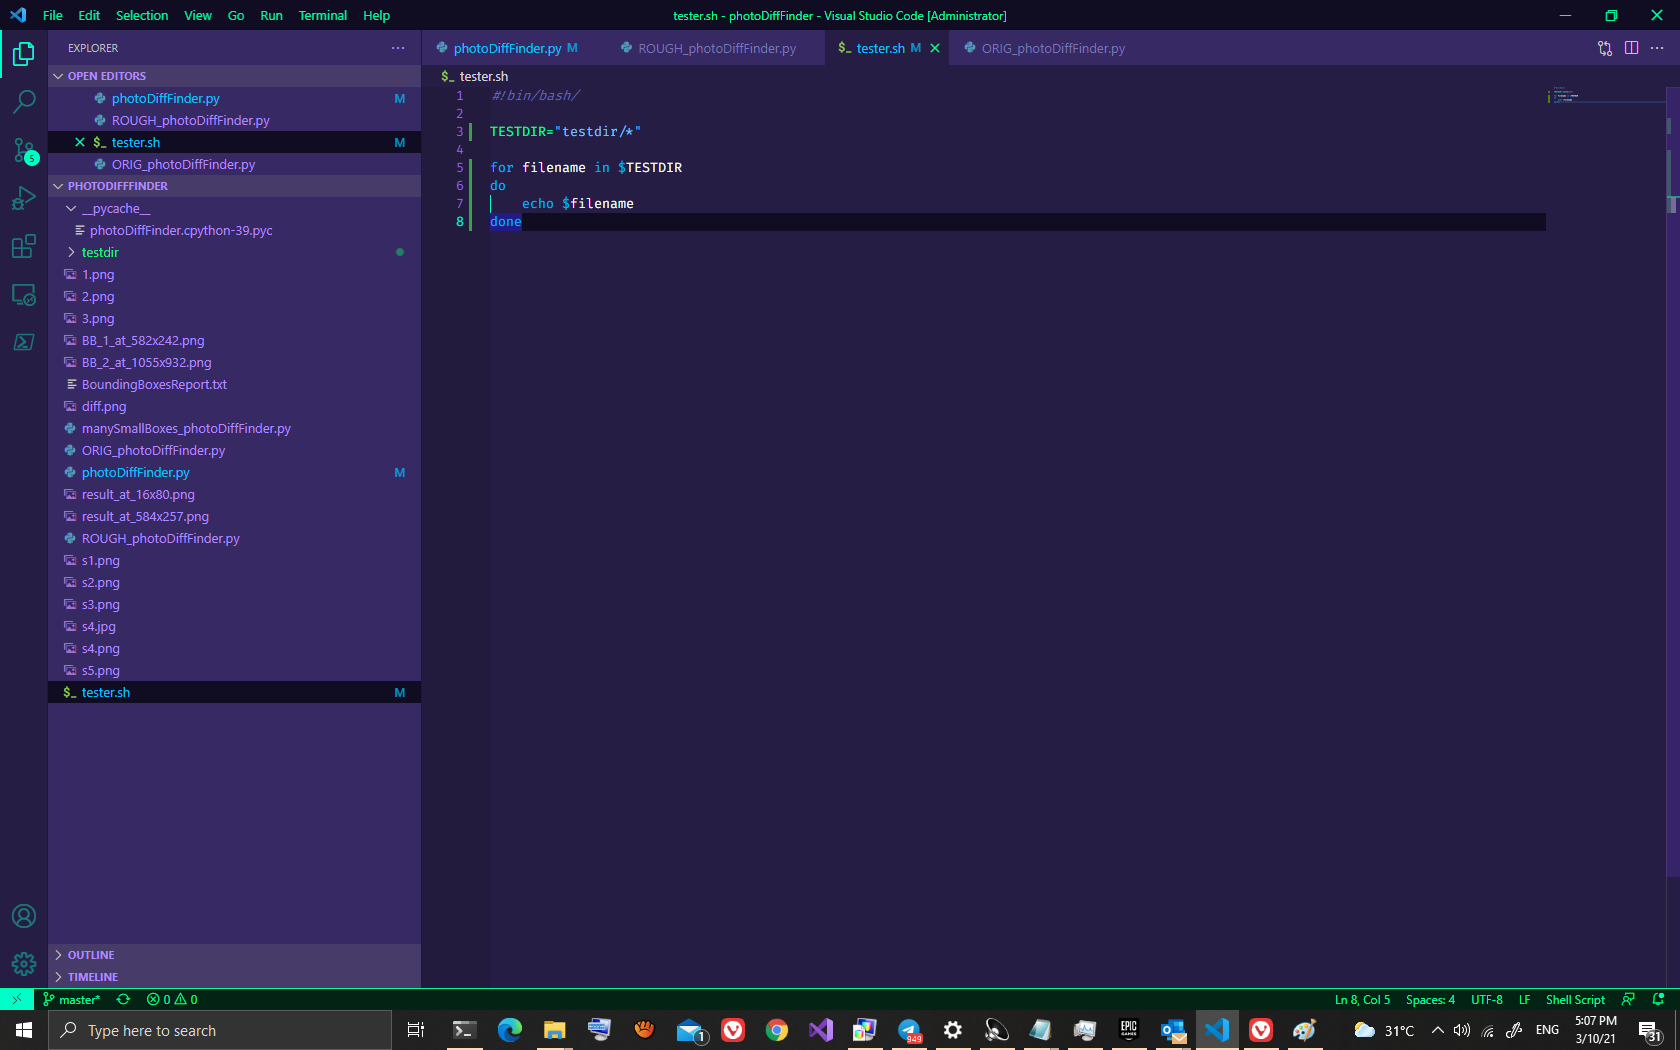 File Edit Selection View Go Run Terminal Help
tester.sh - photoDiffFinder - Visual Studio Code [Administrator]
EXPLORER
photoDiffFinder.py M
ROUGH_photoDiffFinder.py
$_ tester.sh M
ORIG_photoDiffFinder.py
OPEN EDITORS
photoDiffFinder.py M
ROUGH_photoDiffFinder.py
$_ tester.sh M
ORIG_photoDiffFinder.py
PHOTODIFFFINDER
__pycache__
photoDiffFinder.cpython-39.pyc
testdir
1.png
2.png
3.png
BB_1_at_582x242.png
BB_2_at_1055x932.png
BoundingBoxesReport.txt
diff.png
manySmallBoxes_photoDiffFinder.py
ORIG_photoDiffFinder.py
photoDiffFinder.py M
result_at_16x80.png
result_at_584x257.png
ROUGH_photoDiffFinder.py
s1.png
s2.png
s3.png
s4.jpg
s4.png
s5.png
$_ tester.sh M
OUTLINE
TIMELINE
5
$_ tester.sh
1 #!bin/bash/
2
3 TESTDIR="testdir/*"
4
5 for filename in $TESTDIR
6 do
7 echo $filename
8 done
master* 0 0
Ln 8, Col 5 Spaces: 4 UTF-8 LF Shell Script
Type here to search
1
949
EPIC GAMES
31°C
ENG
5:07 PM
3/10/21
31